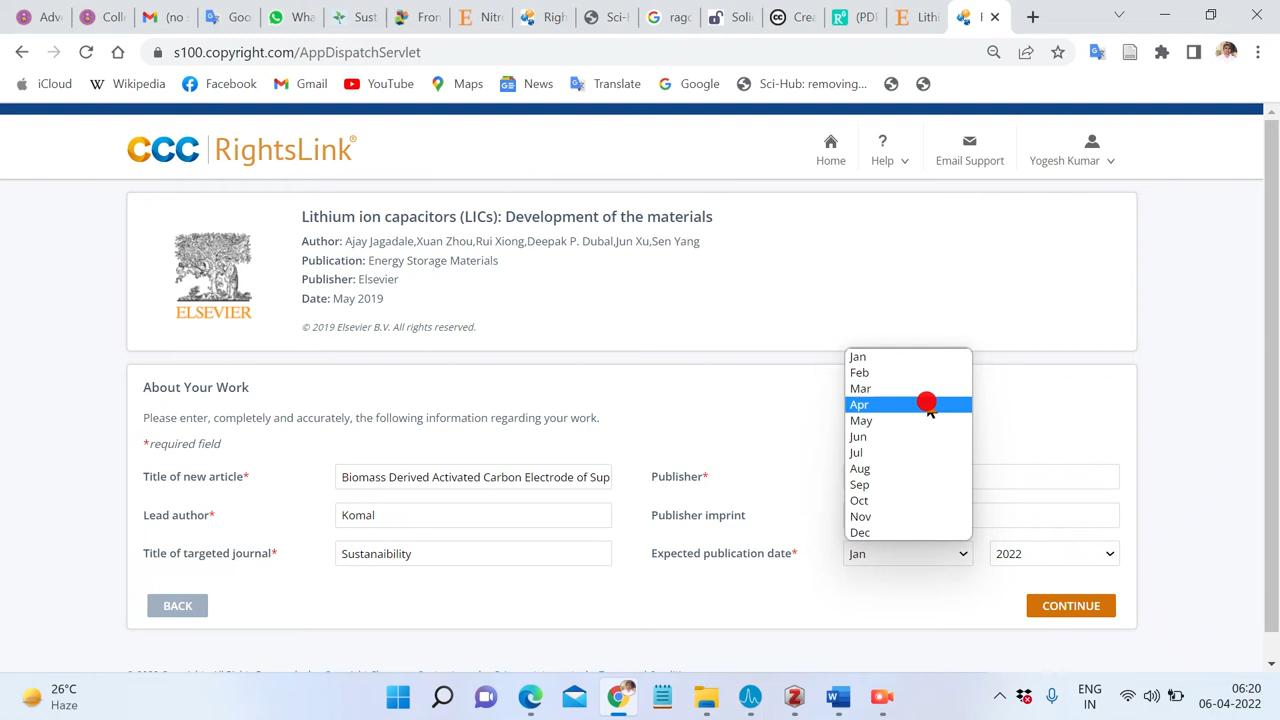 Adv
Coli
(no s
Goo
Wha
Sust
Fron
Nitro
Righ
Sci-H
rago
Soli
Crea
(PDF
Lithi
s100.copyright.com/AppDispatchServlet
iCloud
Wikipedia
Facebook
Gmail
YouTube
Maps
News
Translate
Google
Sci-Hub: removing...
CCC | RightsLink®
Home
Help
Email Support
Yogesh Kumar
Lithium ion capacitors (LICs): Development of the materials
Author: Ajay Jagadale,Xuan Zhou,Rui Xiong,Deepak P. Dubal,Jun Xu,Sen Yang
Publication: Energy Storage Materials
Publisher: Elsevier
Date: May 2019
ELSEVIER
© 2019 Elsevier B.V. All rights reserved.
About Your Work
Please enter, completely and accurately, the following information regarding your work.
*required field
Title of new article*
Biomass Derived Activated Carbon Electrode of Sup
Lead author*
Komal
Title of targeted journal*
Sustanaibility
Publisher*
Publisher imprint
Expected publication date*
Jan
Feb
Mar
Apr
May
Jun
Jul
Aug
Sep
Oct
Nov
Dec
Jan
2022
BACK
CONTINUE
26°C
Haze
ENG
IN
06:20
06-04-2022